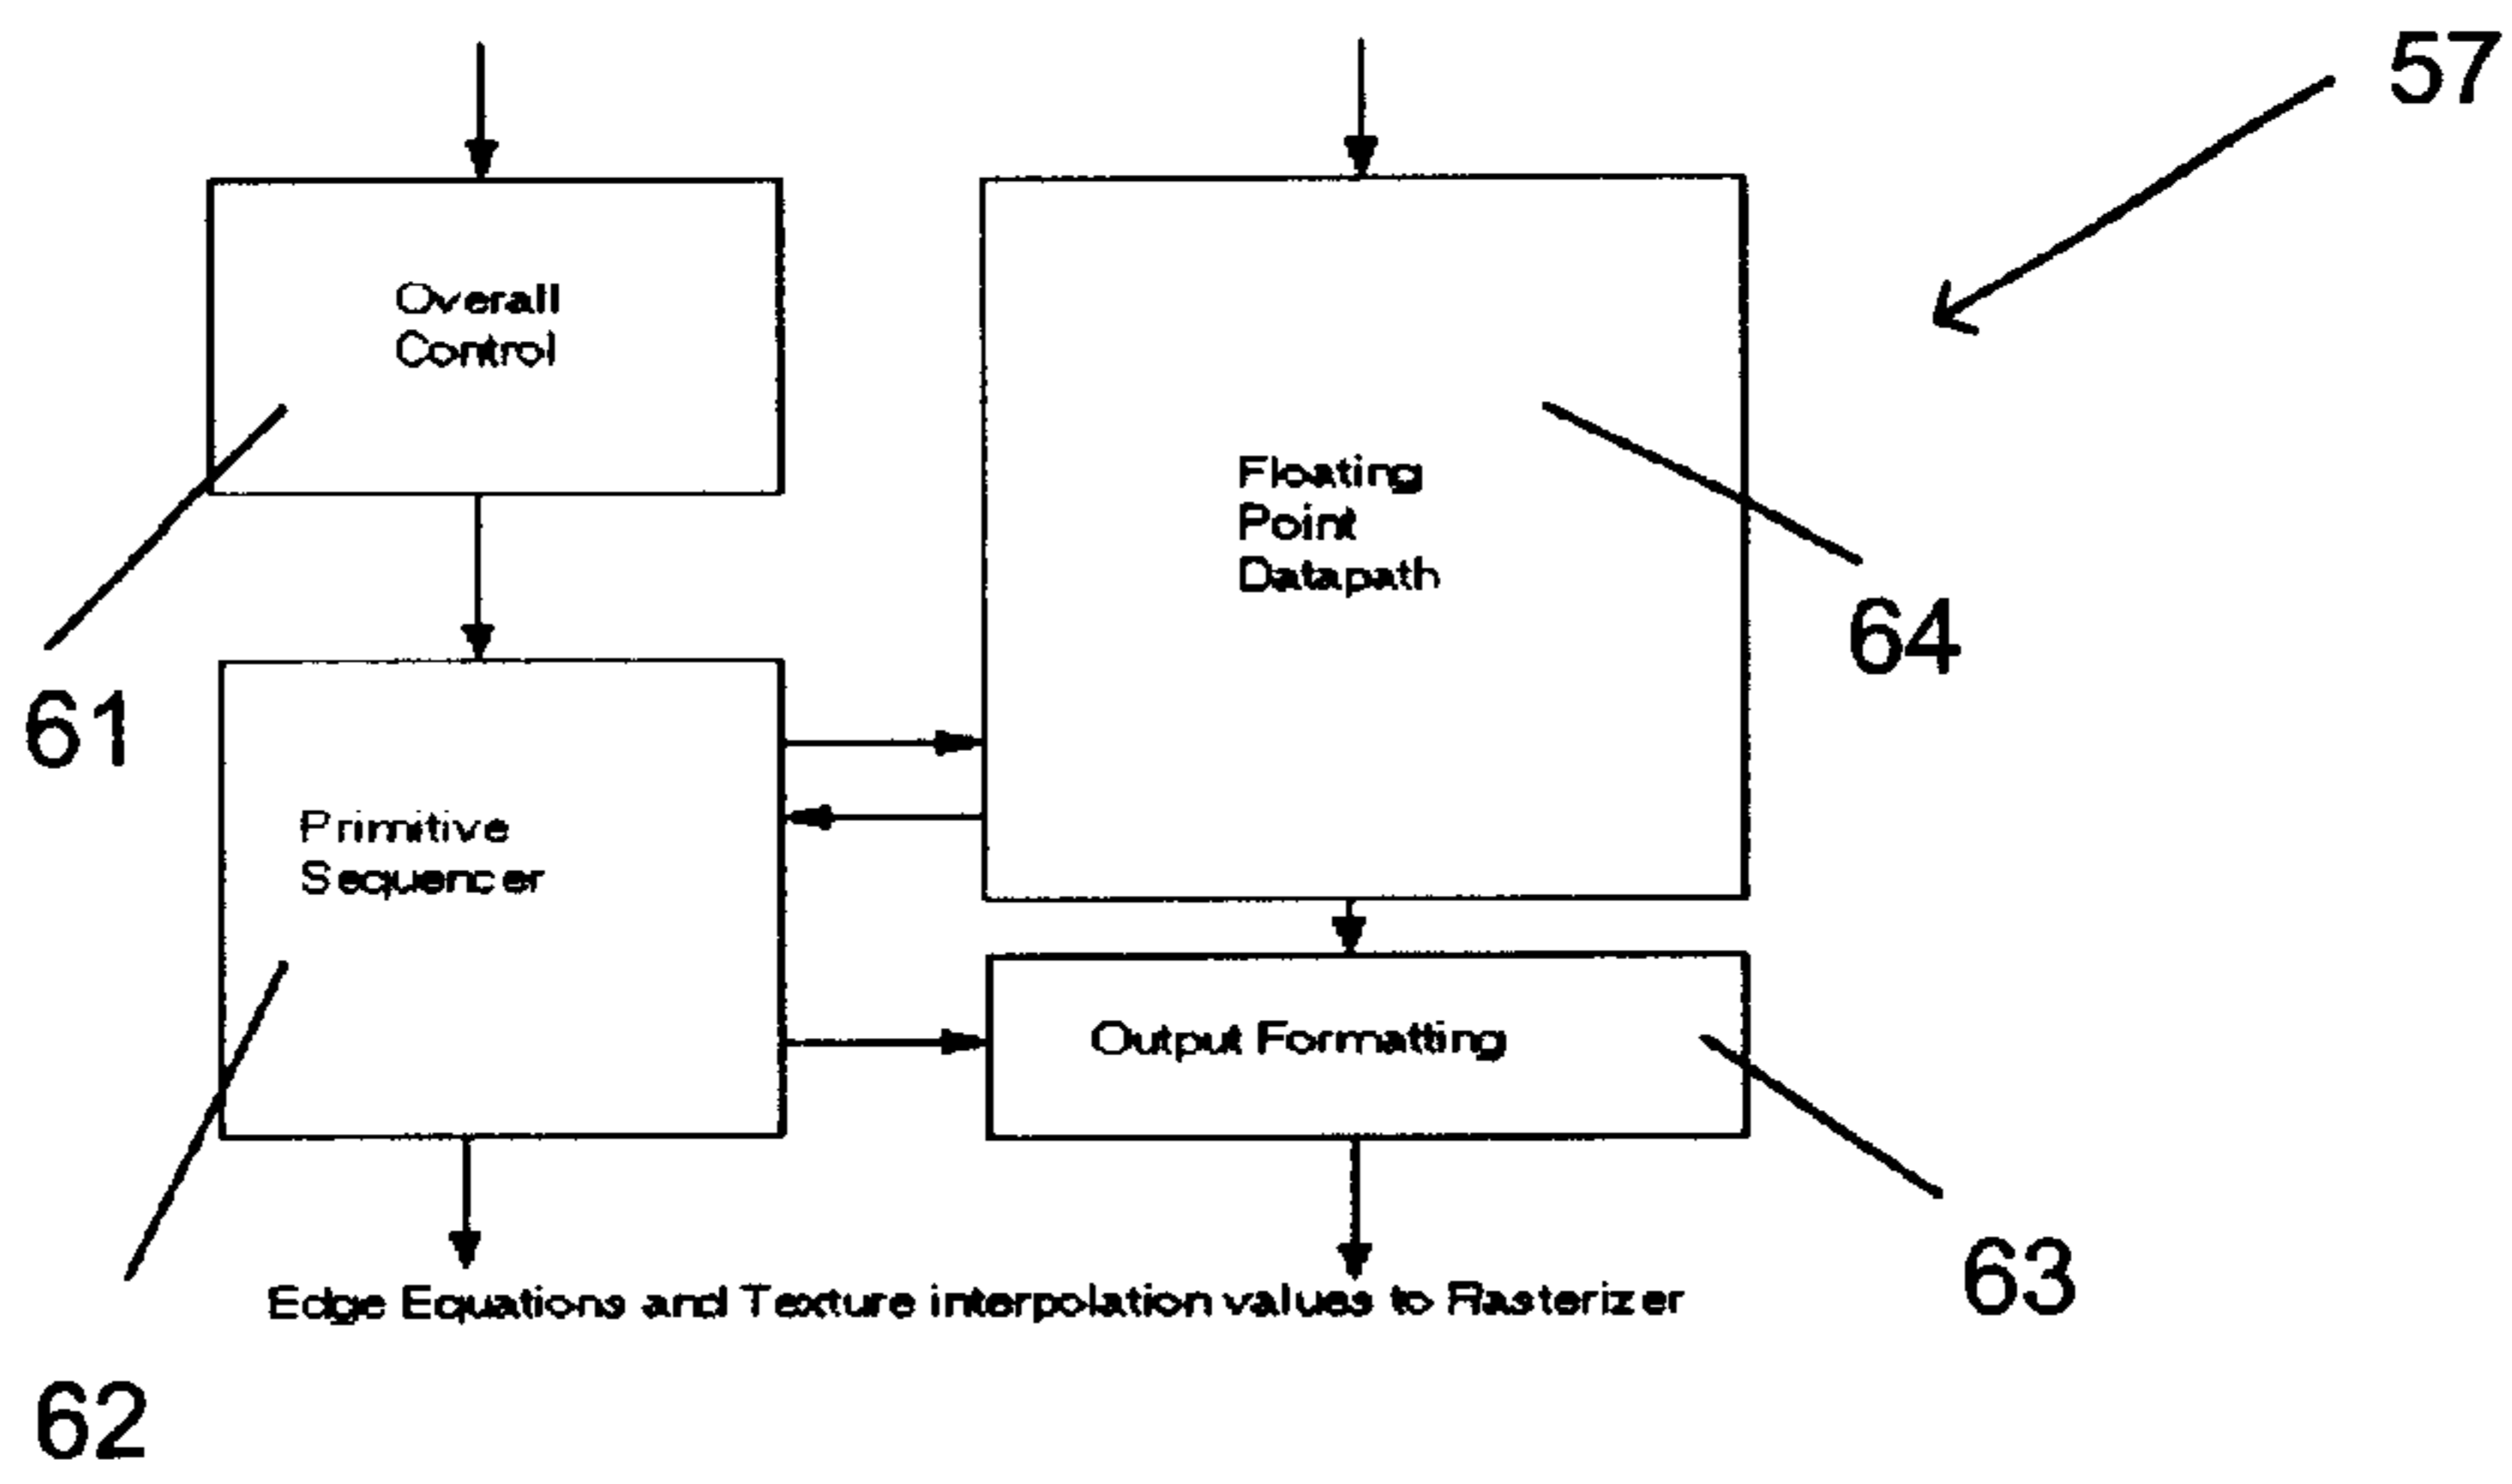 57
Overall
Control
Floating
Point
Datapath
64
61
Primitive
Sequencer
Output Formatting
63
Edge Equations and Texture interpolation values to Rasterizer
62